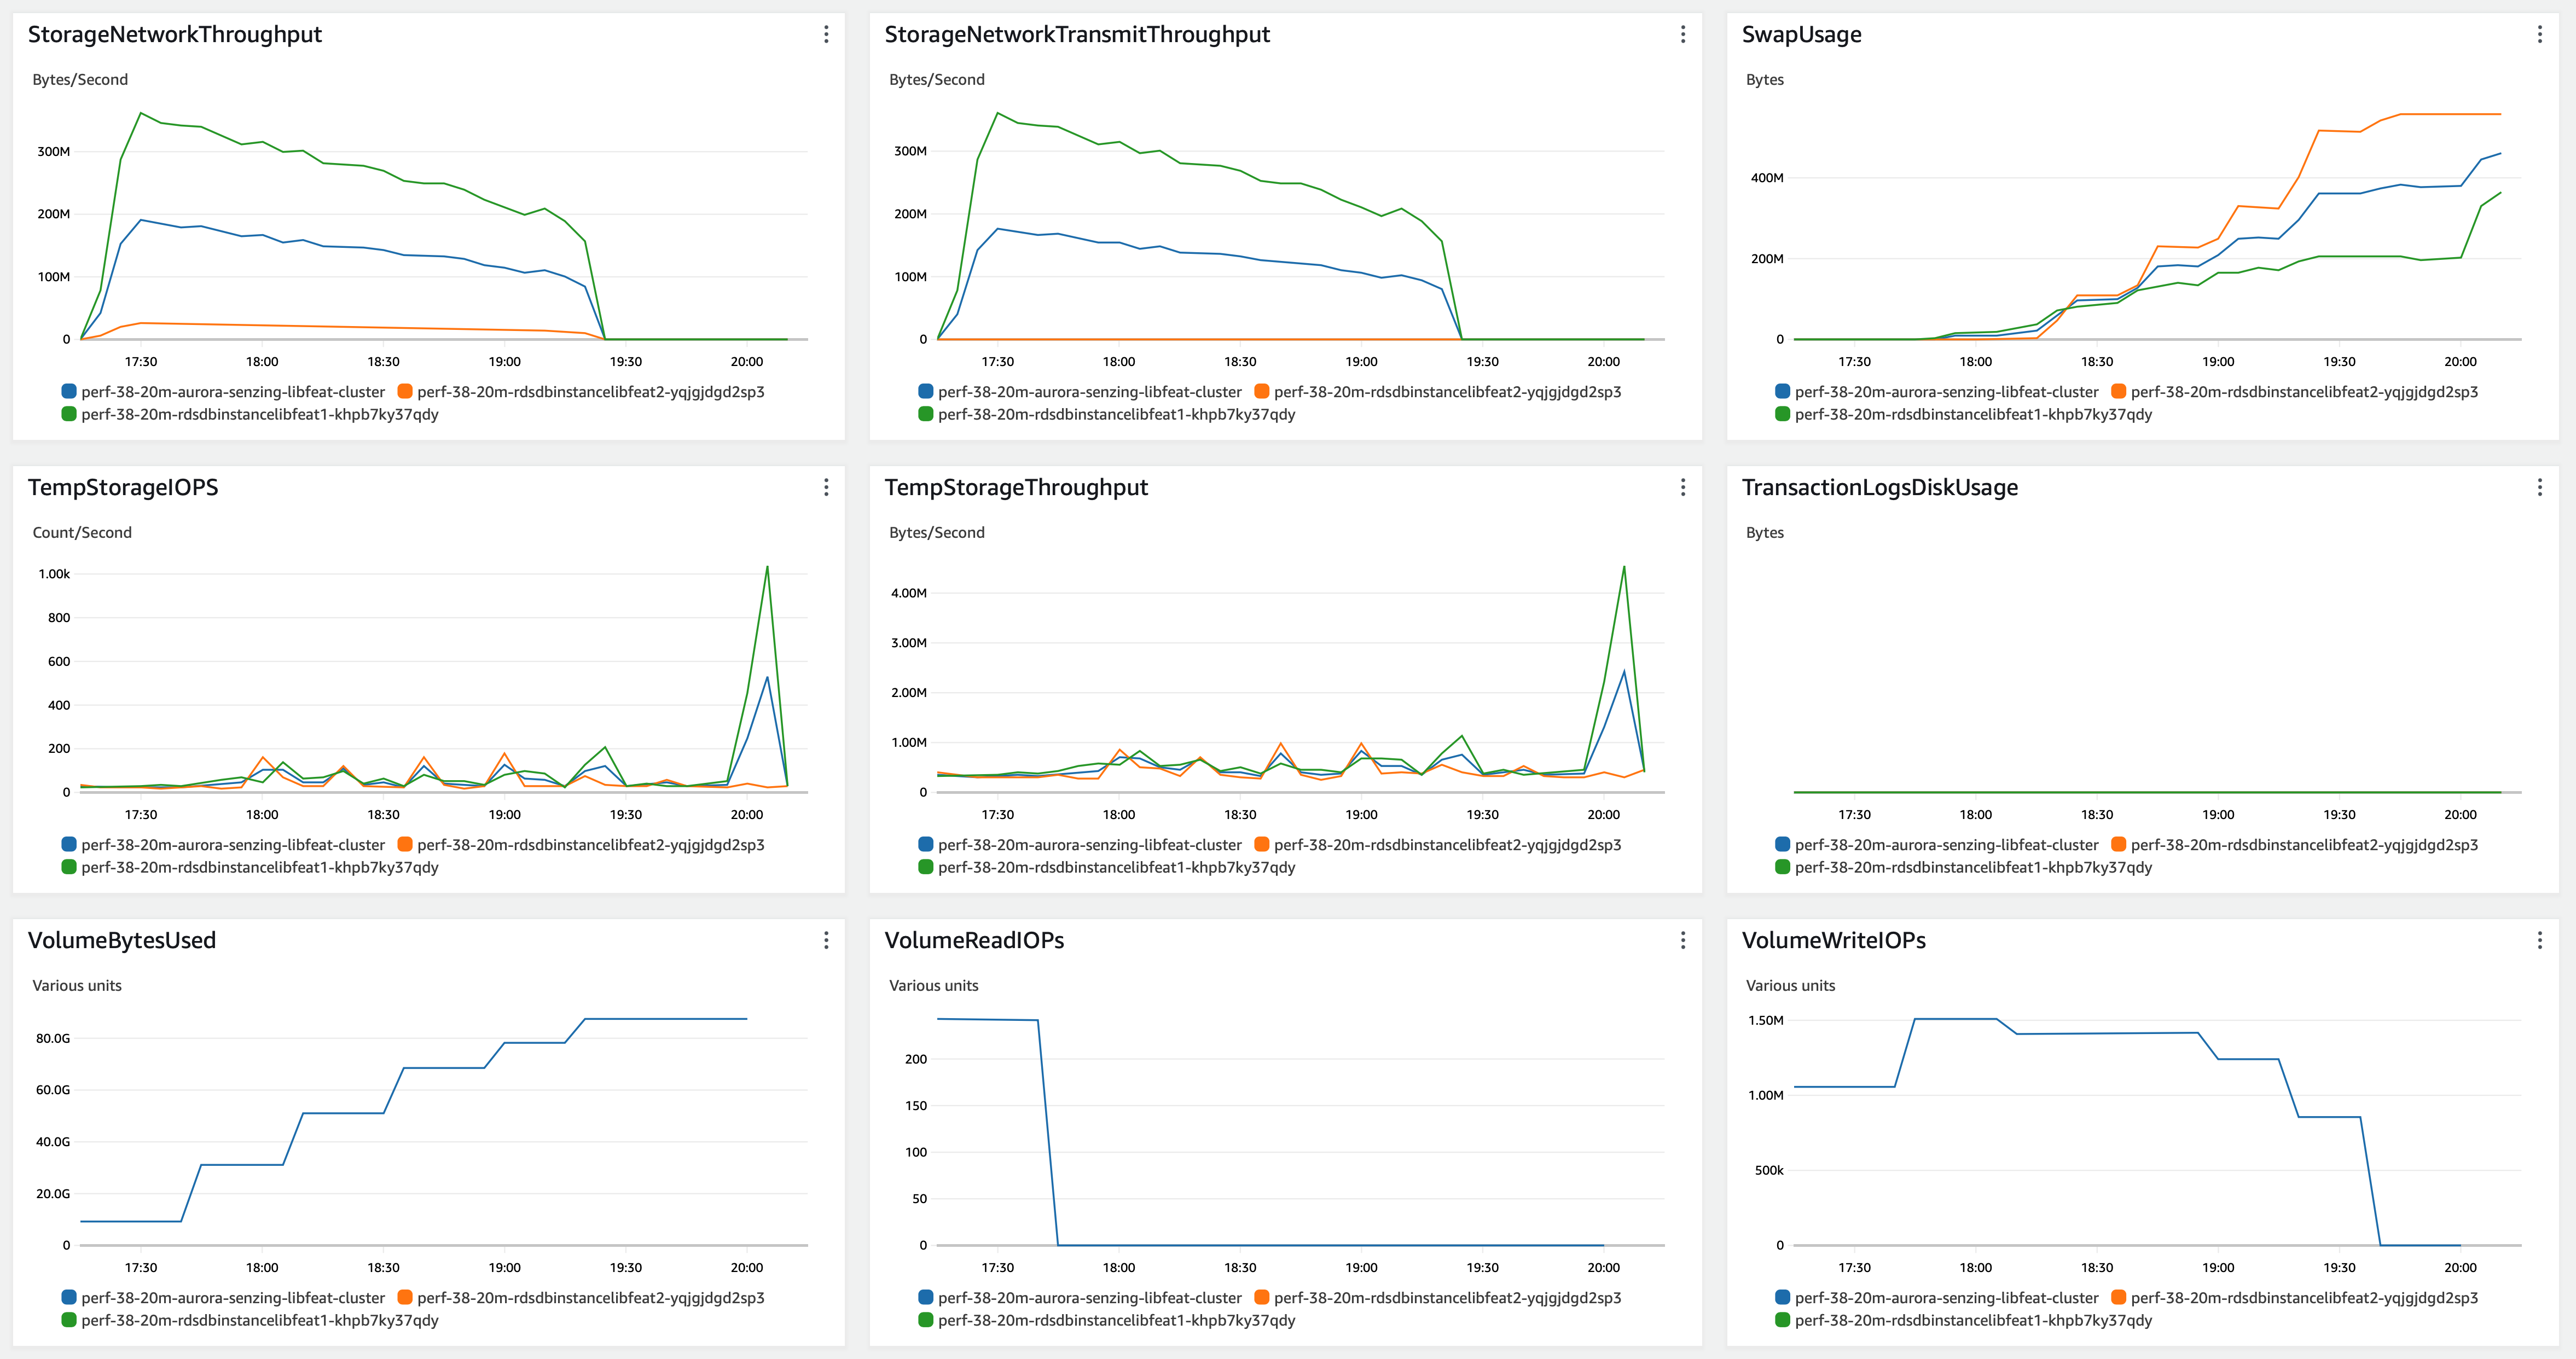 StorageNetworkThroughput
Bytes/Second
300M
200M
100M
0
17:30 18:00 18:30 19:00 19:30 20:00
perf-38-20m-aurora-senzing-libfeat-cluster perf-38-20m-rdsdbinstancelibfeat2-yqjgjdgd2sp3
perf-38-20m-rdsdbinstancelibfeat1-khpb7ky37qdy
StorageNetworkTransmitThroughput
Bytes/Second
300M
200M
100M
0
17:30 18:00 18:30 19:00 19:30 20:00
perf-38-20m-aurora-senzing-libfeat-cluster perf-38-20m-rdsdbinstancelibfeat2-yqjgjdgd2sp3
perf-38-20m-rdsdbinstancelibfeat1-khpb7ky37qdy
SwapUsage
Bytes
400M
200M
0
17:30 18:00 18:30 19:00 19:30 20:00
perf-38-20m-aurora-senzing-libfeat-cluster perf-38-20m-rdsdbinstancelibfeat2-yqjgjdgd2sp3
perf-38-20m-rdsdbinstancelibfeat1-khpb7ky37qdy
TempStorageIOPS
Count/Second
1.00k
800
600
400
200
0
17:30 18:00 18:30 19:00 19:30 20:00
perf-38-20m-aurora-senzing-libfeat-cluster perf-38-20m-rdsdbinstancelibfeat2-yqjgjdgd2sp3
perf-38-20m-rdsdbinstancelibfeat1-khpb7ky37qdy
TempStorageThroughput
Bytes/Second
4.00M
3.00M
2.00M
1.00M
0
17:30 18:00 18:30 19:00 19:30 20:00
perf-38-20m-aurora-senzing-libfeat-cluster perf-38-20m-rdsdbinstancelibfeat2-yqjgjdgd2sp3
perf-38-20m-rdsdbinstancelibfeat1-khpb7ky37qdy
TransactionLogsDiskUsage
Bytes
0
17:30 18:00 18:30 19:00 19:30 20:00
perf-38-20m-aurora-senzing-libfeat-cluster perf-38-20m-rdsdbinstancelibfeat2-yqjgjdgd2sp3
perf-38-20m-rdsdbinstancelibfeat1-khpb7ky37qdy
VolumeBytesUsed
Various units
80.0G
60.0G
40.0G
20.0G
0
17:30 18:00 18:30 19:00 19:30 20:00
perf-38-20m-aurora-senzing-libfeat-cluster perf-38-20m-rdsdbinstancelibfeat2-yqjgjdgd2sp3
perf-38-20m-rdsdbinstancelibfeat1-khpb7ky37qdy
VolumeReadIOPs
Various units
200
150
100
50
0
17:30 18:00 18:30 19:00 19:30 20:00
perf-38-20m-aurora-senzing-libfeat-cluster perf-38-20m-rdsdbinstancelibfeat2-yqjgjdgd2sp3
perf-38-20m-rdsdbinstancelibfeat1-khpb7ky37qdy
VolumeWriteIOPs
Various units
1.50M
1.00M
500k
0
17:30 18:00 18:30 19:00 19:30 20:00
perf-38-20m-aurora-senzing-libfeat-cluster perf-38-20m-rdsdbinstancelibfeat2-yqjgjdgd2sp3
perf-38-20m-rdsdbinstancelibfeat1-khpb7ky37qdy